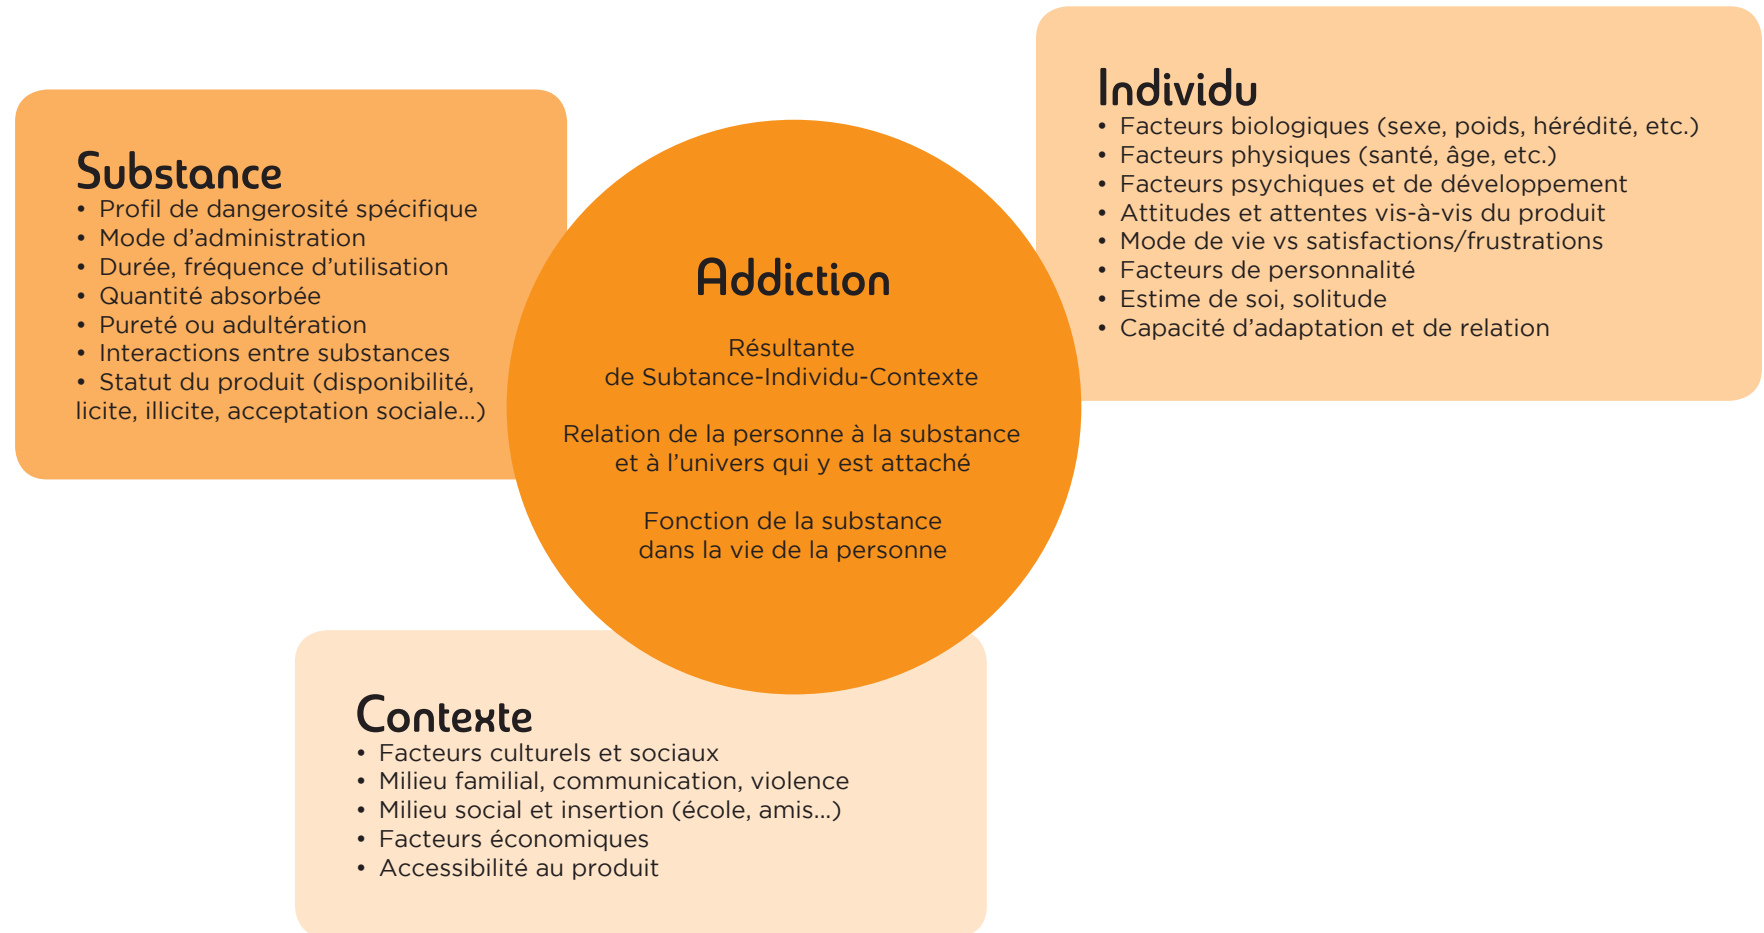 Substance
• Profil de dangerosité spécifique
• Mode d’administration
• Durée, fréquence d’utilisation
• Quantité absorbée
• Pureté ou adultération
• Interactions entre substances
• Statut du produit (disponibilité,
licite, illicite, acceptation sociale...)
Addiction
Résultante
de Subtance-Individu-Contexte
Relation de la personne à la substance
et à l’univers qui y est attaché
Fonction de la substance
dans la vie de la personne
Individu
• Facteurs biologiques (sexe, poids, hérédité, etc.)
• Facteurs physiques (santé, âge, etc.)
• Facteurs psychiques et de développement
• Attitudes et attentes vis-à-vis du produit
• Mode de vie vs satisfactions/frustrations
• Facteurs de personnalité
• Estime de soi, solitude
• Capacité d’adaptation et de relation
Contexte
• Facteurs culturels et sociaux
• Milieu familial, communication, violence
• Milieu social et insertion (école, amis...)
• Facteurs économiques
• Accessibilité au produit